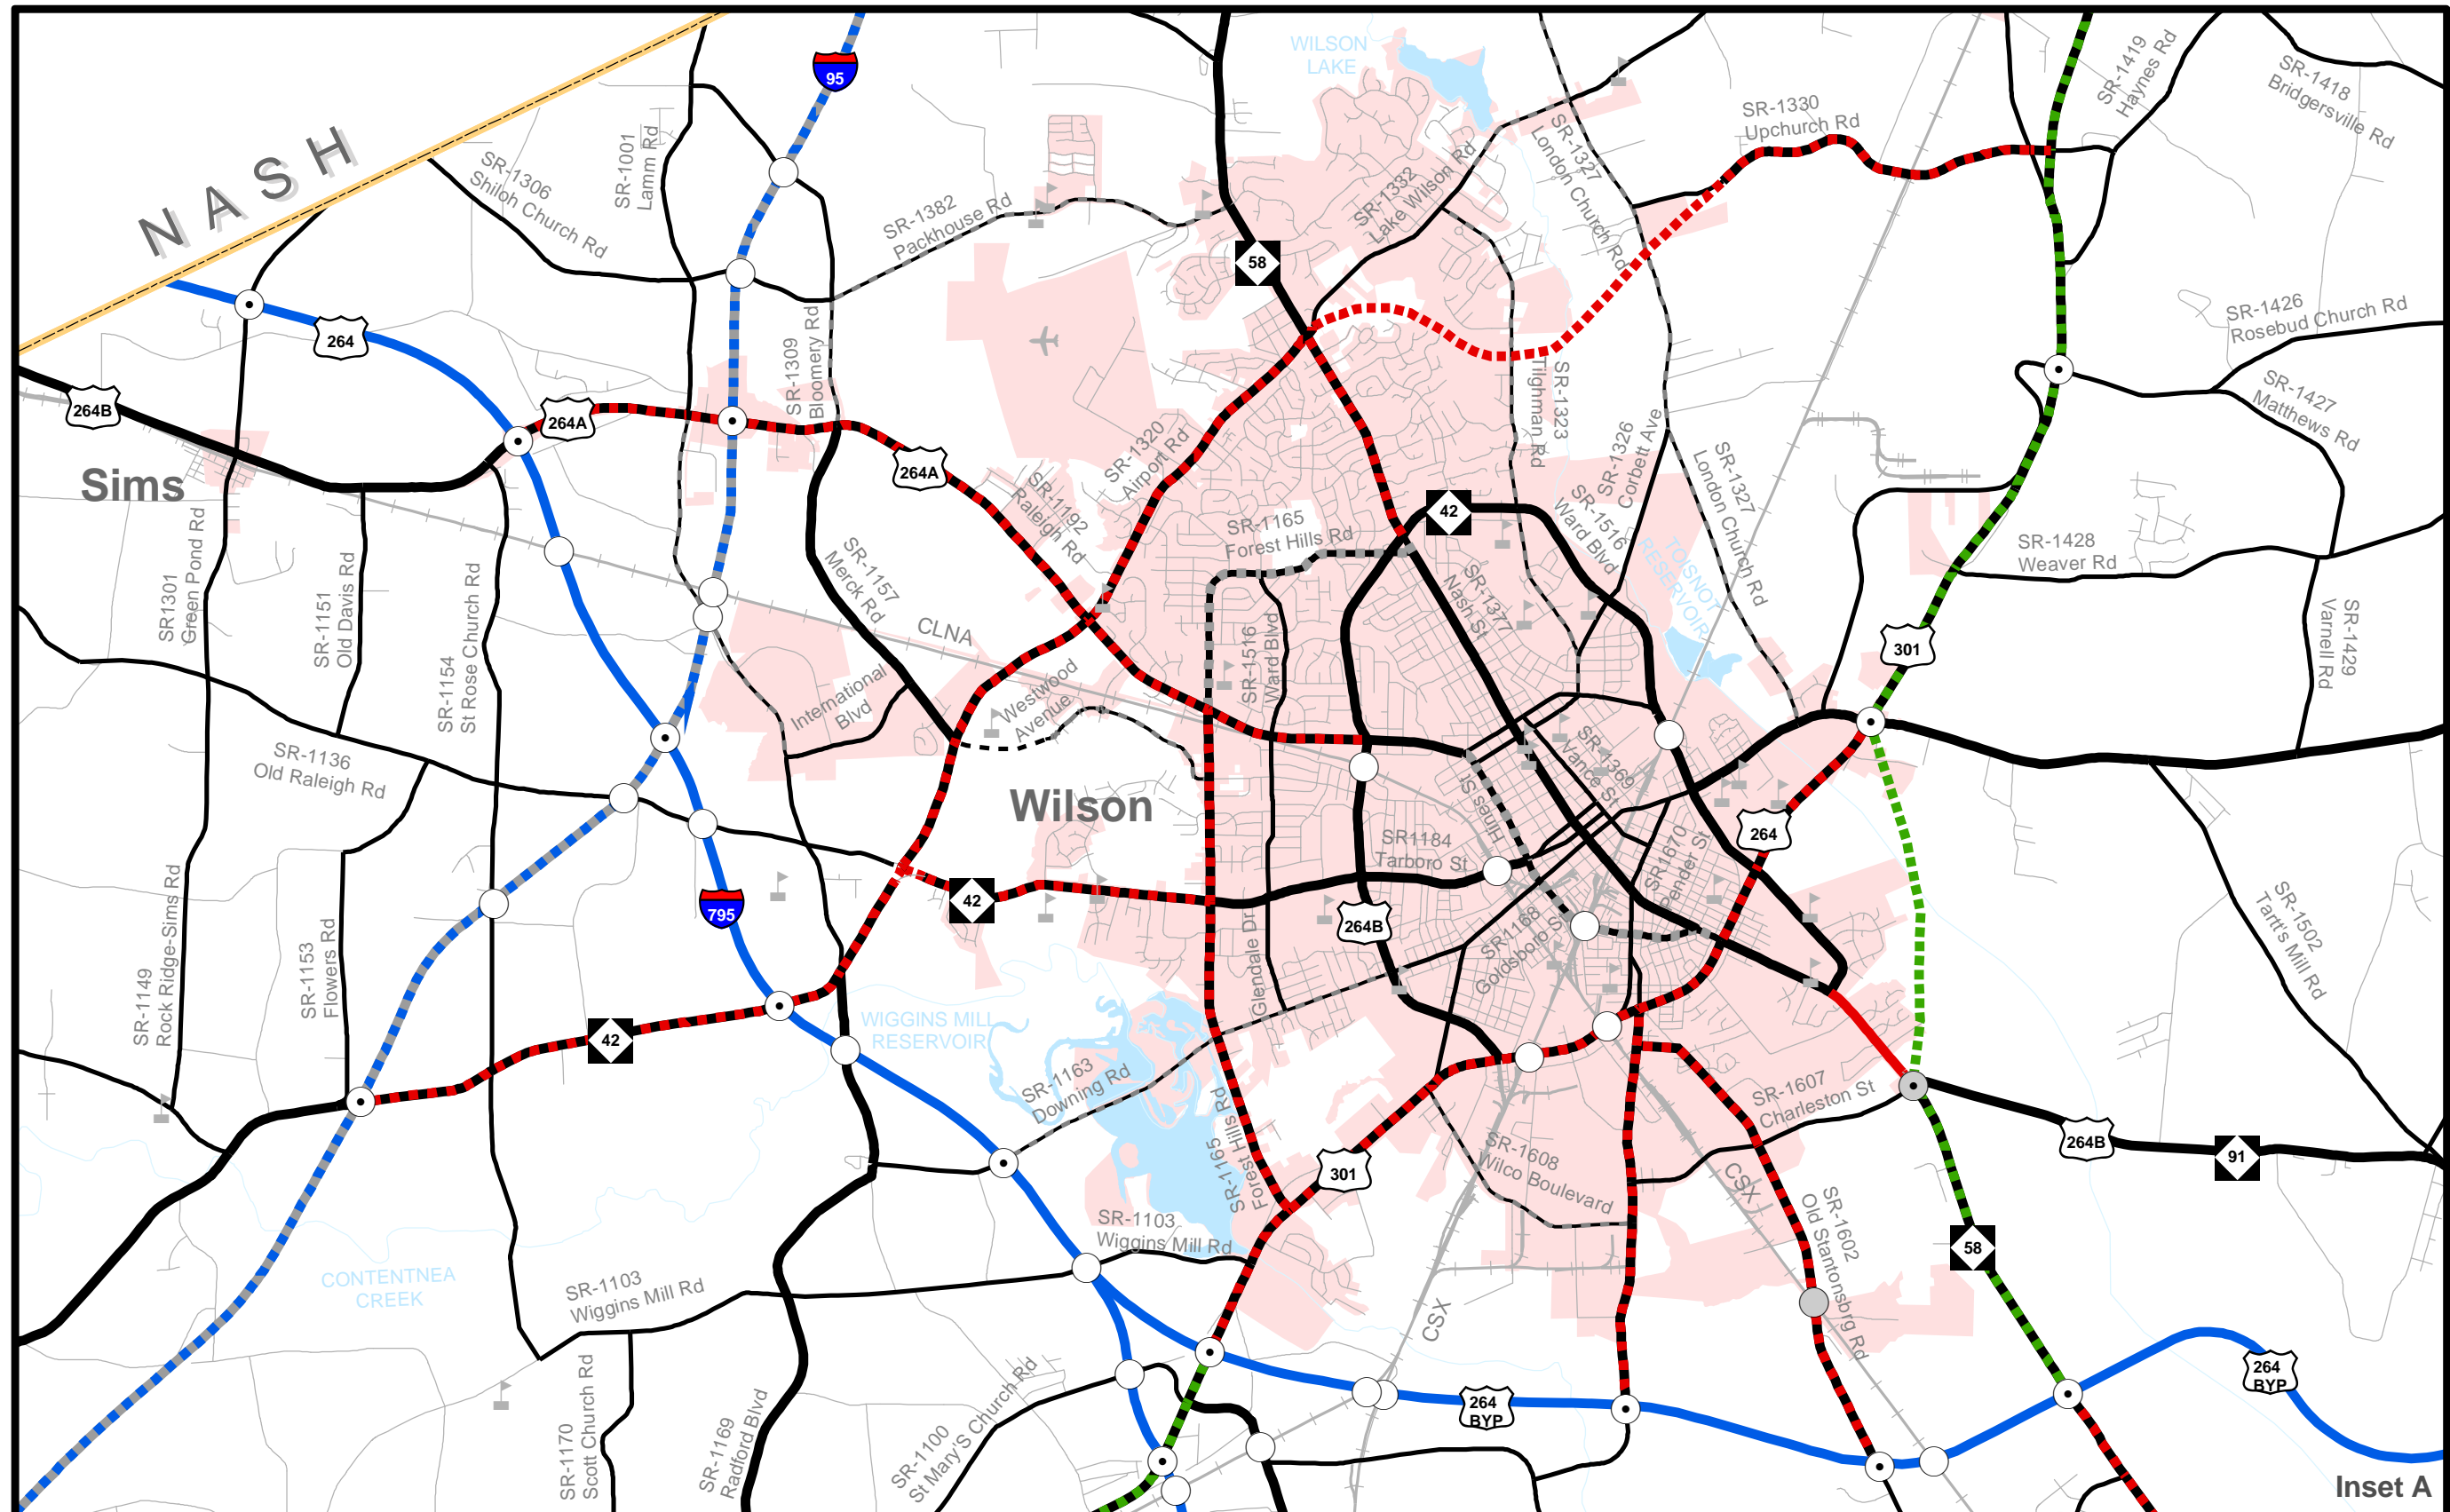 95
WILSON
LAKE
SR-1419
Haynes Rd
SR-1418
Bridgersville Rd
SR-1330
Upchurch Rd
NASH
SR-1306
Shiloh Church Rd
SR-1001
Lamm Rd
SR-1382
Packhouse Rd
SR-1332
Lake Wilson Rd
SR-1327
London Church Rd
58
264
SR-1309
Bloomery Rd
SR-1426
Rosebud Church Rd
264B
264A
SR-1427
Matthews Rd
SR-1323
Tilghman Rd
SR-1320
Airport Rd
264A
SR-1326
Corbett Ave
SR-1327
London Church Rd
Sims
SR-1192
Raleigh Rd
SR-1165
Forest Hills Rd
42
SR-1516
Ward Blvd
TOISNOT
RESERVOIR
SR-1428
Weaver Rd
SR1301
Green Pond Rd
SR-1151
Old Davis Rd
SR-1154
St Rose Church Rd
SR-1157
Merck Rd
CLNA
SR-1377
Nash St
301
SR-1429
Varnell Rd
SR-1516
Ward Blvd
International
Blvd
Westwood
Avenue
SR-1136
Old Raleigh Rd
Wilson
SR-1369
Vance St
Hines St
264
SR1184
Tarboro St
SR1670
Pender St
SR-1149
Rock Ridge-Sims Rd
SR-1153
Flowers Rd
795
42
264B
Glendale Dr
SR1168
Goldsboro St
SR-1502
Tartt's Mill Rd
42
WIGGINS MILL
RESERVOIR
SR-1163
Downing Rd
SR-1165
Forest Hills Rd
301
SR-1607
Charleston St
SR-1608
Wilco Boulevard
CSX
264B
91
SR-1602
Old Stantonsbrg Rd
58
SR-1103
Wiggins Mill Rd
CONTENTNEA
CREEK
SR-1103
Wiggins Mill Rd
CSX
SR-1170
Scott Church Rd
SR-1169
Radford Blvd
SR-1100
St Mary'S Church Rd
264
BYP
264
BYP
Inset A